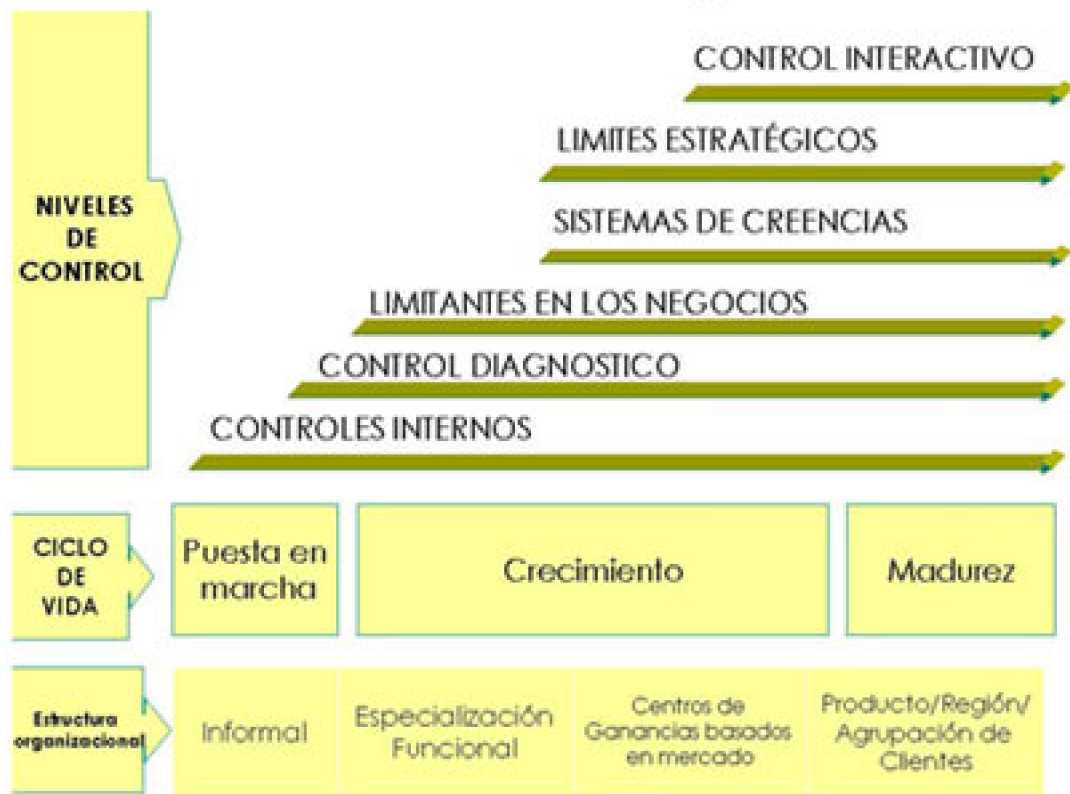 CONTROL INTERACTIVO
LIMITES ESTRATÉGICOS
SISTEMAS DE CREENCIAS
LIMITANTES EN LOS NEGOCIOS
CONTROL DIAGNOSTICO
CONTROLES INTERNOS
NIVELES
DE
CONTROL
CICLO
DE
VIDA
Puesta en
marcha
Crecimiento
Madurez
Estructura
organizacional
Informal
Especialización
Funcional
Centros de
Ganancias basados
en mercado
Producto/Región/
Agrupación de
Clientes